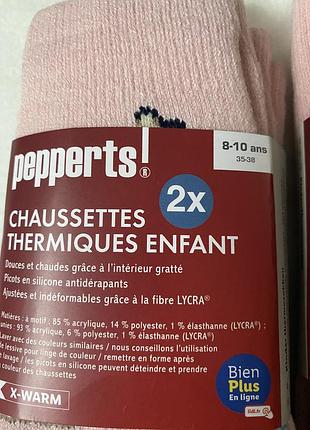 pepperts!®
8-10 ans
35-38
2x
CHAUSSETTES
THERMIQUES ENFANT
Douces et chaudes grâce à l'intérieur gratté
Picots en silicone antidérapants
Ajustées et indéformables grâce à la fibre LYCRA®
Matières : a motif : 85 % acrylique, 14 % polyester, 1 % élasthanne (LYCRA®) ;
unies : 93 % acrylique, 6 % polyester, 1 % élasthanne (LYCRA®)
Laver avec des couleurs similaires / nous conseillons l'utilisation
de lessive pour linge de couleur / remettre en forme après
lavage / les picots en silicone peuvent déteindre et prendre
a couleur des chaussettes
X-WARM
Bien
Plus
En ligne
Lidl.fr